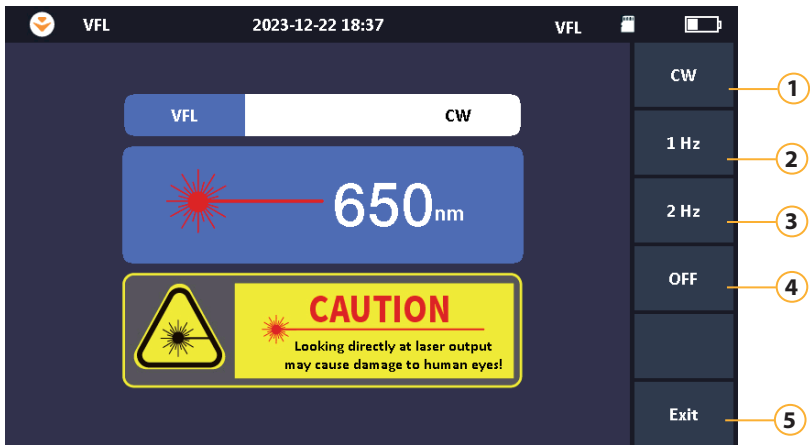 VFL 2023-12-22 18:37 VFL
CW
1
VFL CW
1 Hz
2
650nm
2 Hz
3
OFF
4
CAUTION
Looking directly at laser output
may cause damage to human eyes!
Exit
5